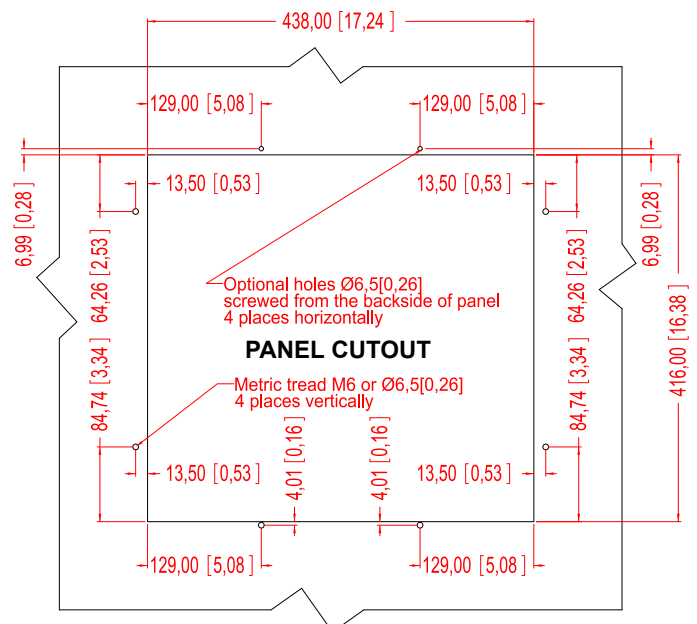 438,00 [17,24]
129,00 [5,08]
129,00 [5,08]
13,50 [0,53 ]
13,50 [0,53 ]
6,99 [0,28 ]
64,26 [2,53]
64,26 [2,53]
6,99 [0,28 ]
Optional holes Ø6,5[0,26]
screwed from the backside of panel
4 places horizontally
PANEL CUTOUT
416,00 [16,38]
Metric tread M6 or Ø6,5[0,26]
4 places vertically
84,74 [3,34]
84,74 [3,34]
13,50 [0,53 ]
4,01 [0,16]
4,01 [0,16]
13,50 [0,53 ]
129,00 [5,08]
129,00 [5,08]